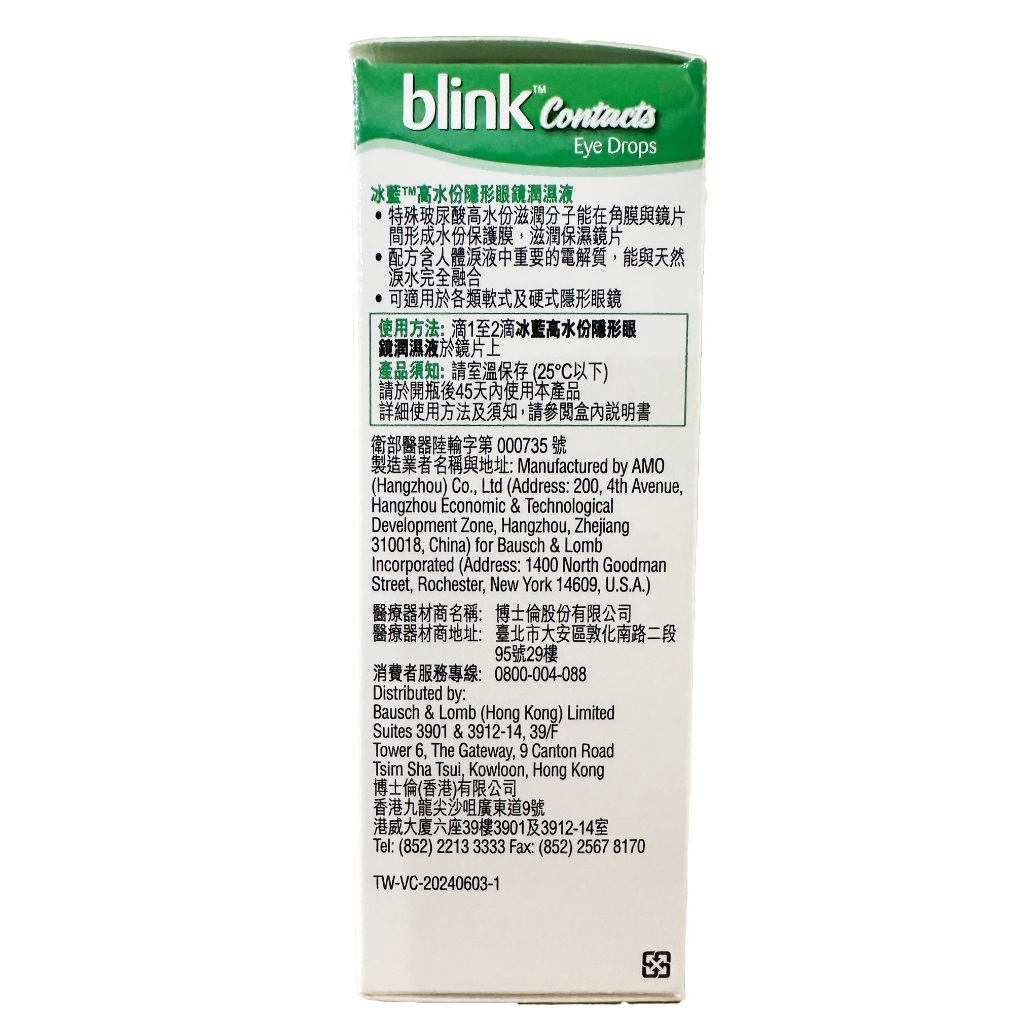 blink™ Contacts
Eye Drops
冰藍™高水份隱形眼鏡潤濕液
• 特殊玻尿酸高水份滋潤分子能在角膜與鏡片
間形成水份保護膜，滋潤保濕鏡片
• 配方含人體淚液中重要的電解質，能與天然
淚水完全融合
• 可適用於各類軟式及硬式隱形眼鏡
使用方法: 滴1至2滴冰藍高水份隱形眼
鏡潤濕液於鏡片上
產品須知: 請室溫保存 (25°C以下)
請於開瓶後45天內使用本產品
詳細使用方法及須知，請參閱盒內説明書
衛部醫器陸輸字第 000735 號
製造業者名稱與地址: Manufactured by AMO
(Hangzhou) Co., Ltd (Address: 200, 4th Avenue,
Hangzhou Economic & Technological
Development Zone, Hangzhou, Zhejiang
310018, China) for Bausch & Lomb
Incorporated (Address: 1400 North Goodman
Street, Rochester, New York 14609, U.S.A.)
醫療器材商名稱: 博士倫股份有限公司
醫療器材商地址: 臺北市大安區敦化南路二段
95號29樓
消費者服務專線: 0800-004-088
Distributed by:
Bausch & Lomb (Hong Kong) Limited
Suites 3901 & 3912-14, 39/F
Tower 6, The Gateway, 9 Canton Road
Tsim Sha Tsui, Kowloon, Hong Kong
博士倫(香港)有限公司
香港九龍尖沙咀廣東道9號
港威大廈六座39樓3901及3912-14室
Tel: (852) 2213 3333 Fax: (852) 2567 8170
TW-VC-20240603-1